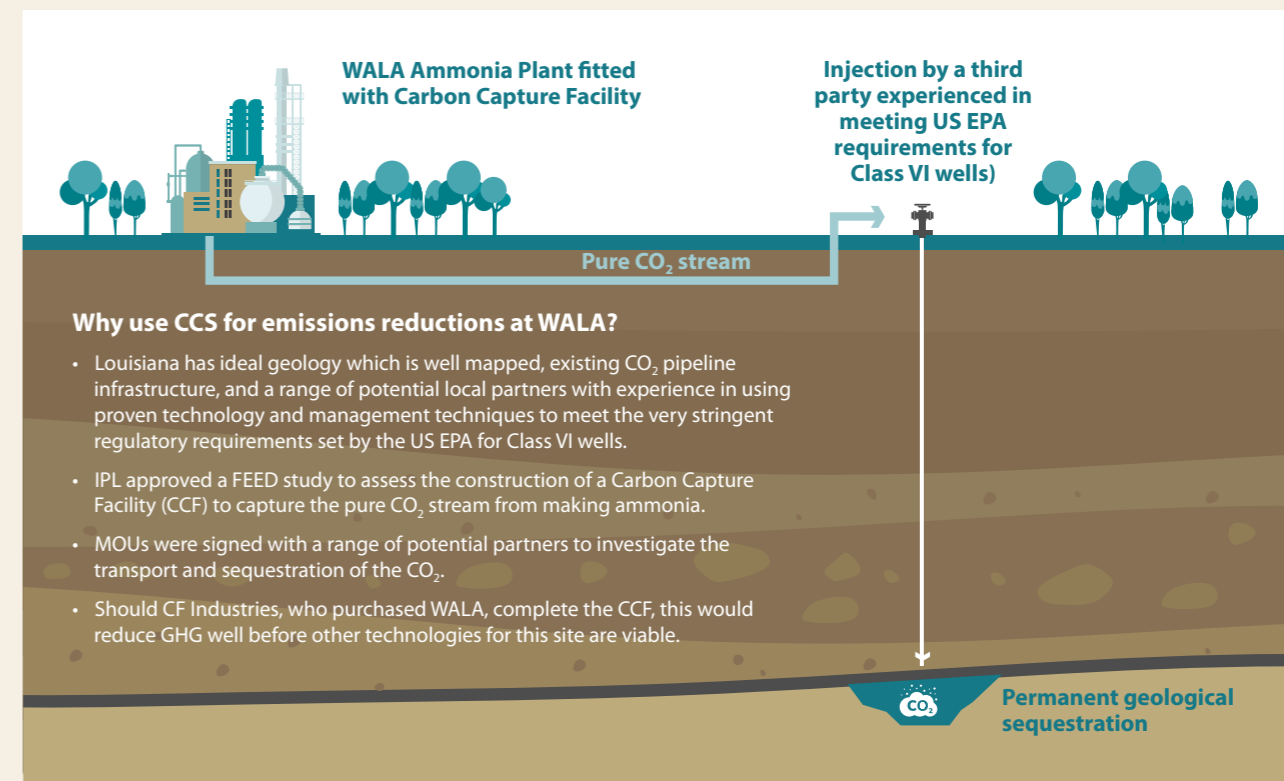 WALA Ammonia Plant fitted
with Carbon Capture Facility
Injection by a third
party experienced in
meeting US EPA
requirements for
Class VI wells)
Pure CO₂ stream
Why use CCS for emissions reductions at WALA?
• Louisiana has ideal geology which is well mapped, existing CO₂ pipeline
infrastructure, and a range of potential local partners with experience in using
proven technology and management techniques to meet the very stringent
regulatory requirements set by the US EPA for Class VI wells.
• IPL approved a FEED study to assess the construction of a Carbon Capture
Facility (CCF) to capture the pure CO₂ stream from making ammonia.
• MOUs were signed with a range of potential partners to investigate the
transport and sequestration of the CO₂.
• Should CF Industries, who purchased WALA, complete the CCF, this would
reduce GHG well before other technologies for this site are viable.
CO₂
Permanent geological
sequestration